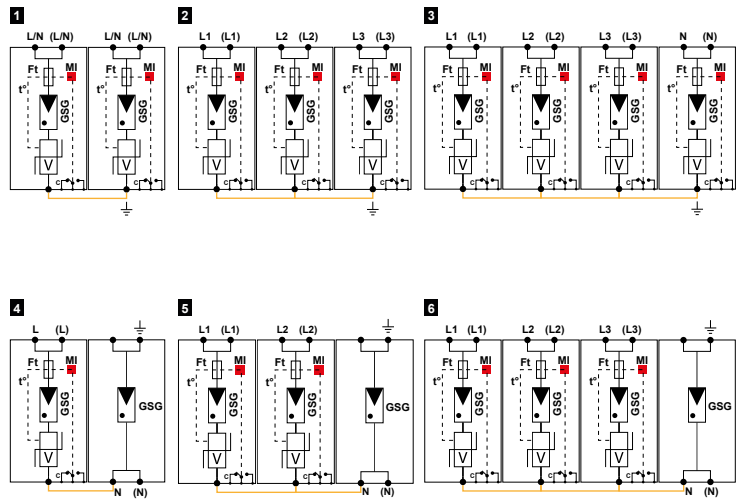 1
L/N (L/N) L/N (L/N)
Ft MI Ft MI
t° t°
GSG GSG
V V
C C
2
L1 (L1) L2 (L2) L3 (L3)
Ft MI Ft MI Ft MI
t° t° t°
GSG GSG GSG
V V V
C C C
3
L1 (L1) L2 (L2) L3 (L3) N (N)
Ft MI Ft MI Ft MI Ft MI
t° t° t° t°
GSG GSG GSG GSG
V V V V
C C C C
4
L (L)
Ft MI
t°
GSG GSG
V
C
N (N)
5
L1 (L1) L2 (L2)
Ft MI Ft MI
t° t°
GSG GSG GSG
V V
C C
N (N)
6
L1 (L1) L2 (L2) L3 (L3)
Ft MI Ft MI Ft MI
t° t° t°
GSG GSG GSG GSG
V V V
C C C
N (N)